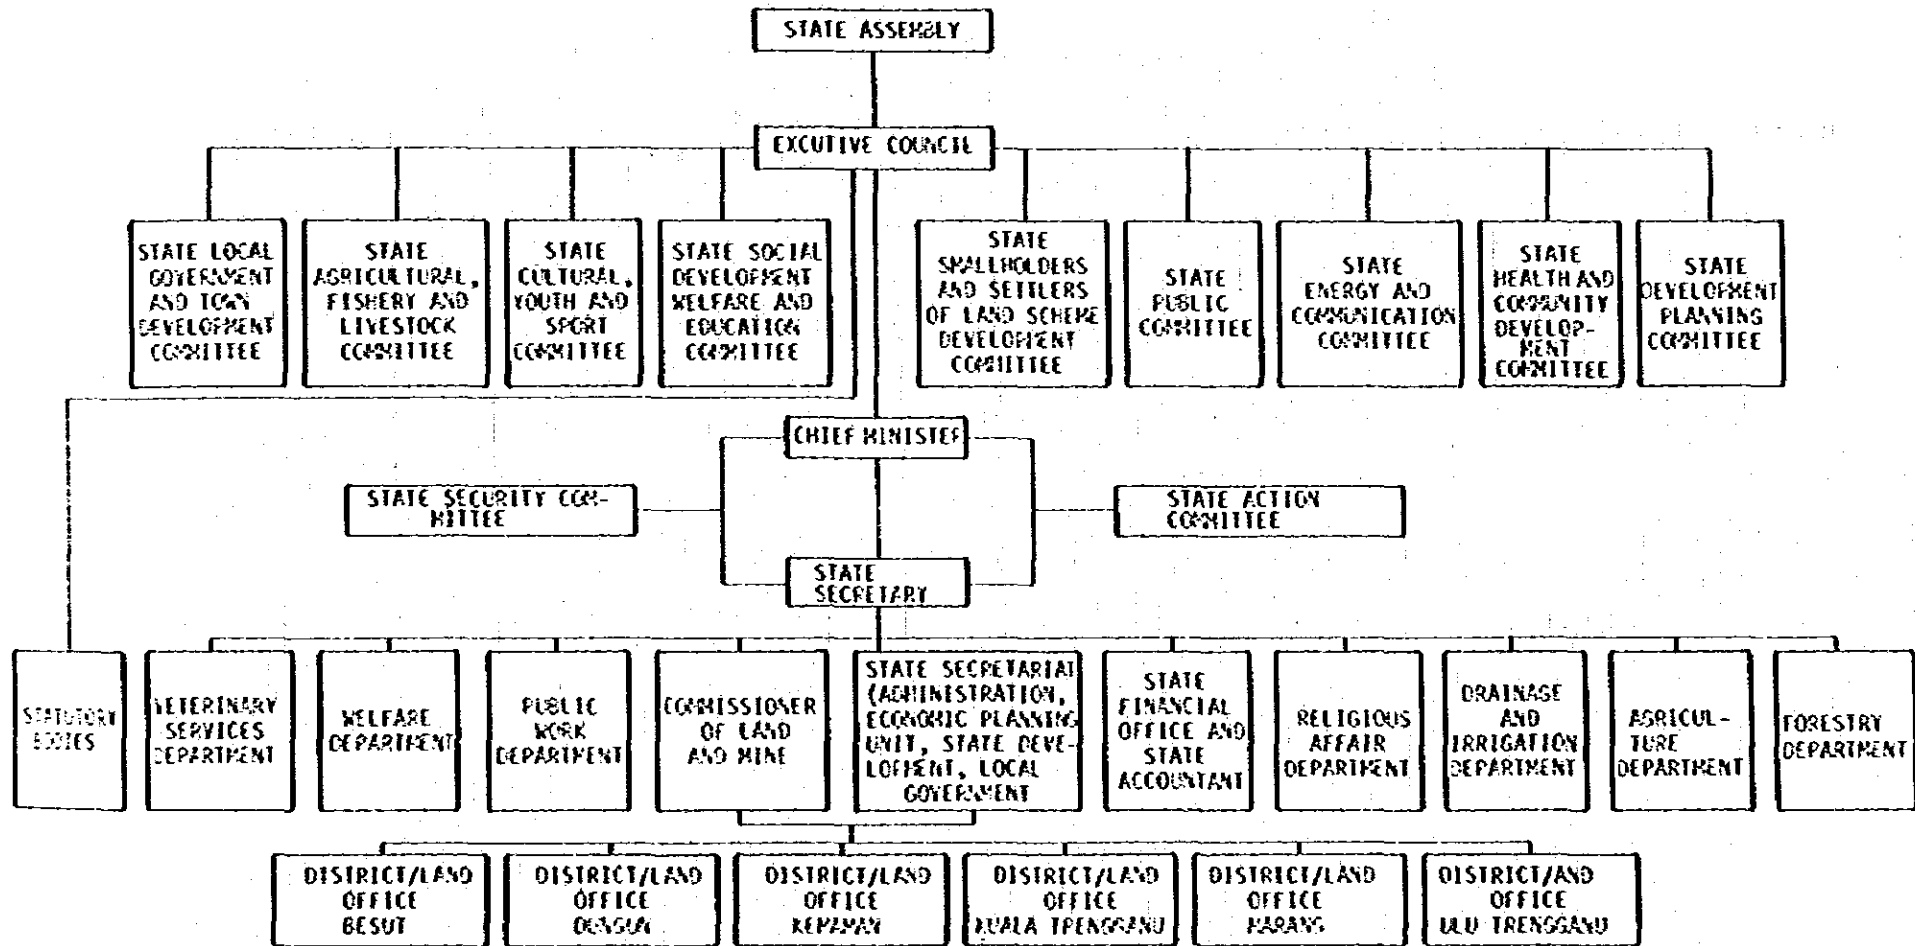 STATE ASSEMBLY
EXCUTIVE COUNCIL
STATE LOCAL
GOVERNMENT
AND TOWN
DEVELOPMENT
COMMITTEE
STATE
AGRICULTURAL,
FISHERY AND
LIVESTOCK
COMMITTEE
STATE
CULTURAL,
YOUTH AND
SPORT
COMMITTEE
STATE SOCIAL
DEVELOPMENT
WELFARE AND
EDUCATION
COMMITTEE
STATE
SMALLHOLDERS
AND SETTLERS
OF LAND SCHEME
DEVELOPMENT
COMMITTEE
STATE
PUBLIC
COMMITTEE
STATE
ENERGY AND
COMMUNICATION
COMMITTEE
STATE
HEALTH AND
COMMUNITY
DEVELOP-
MENT
COMMITTEE
STATE
DEVELOPMENT
PLANNING
COMMITTEE
CHIEF MINISTER
STATE SECURITY COM-
MITTEE
STATE ACTION
COMMITTEE
STATE
SECRETARY
STATUTORY
BODIES
VETERINARY
SERVICES
DEPARTMENT
WELFARE
DEPARTMENT
PUBLIC
WORK
DEPARTMENT
COMMISSIONER
OF LAND
AND MINE
STATE SECRETARIAT
(ADMINISTRATION,
ECONOMIC PLANNING
UNIT, STATE DEVE-
LOPMENT, LOCAL
GOVERNMENT
STATE
FINANCIAL
OFFICE AND
STATE
ACCOUNTANT
RELIGIOUS
AFFAIR
DEPARTMENT
DRAINAGE
AND
IRRIGATION
DEPARTMENT
AGRICUL-
TURE
DEPARTMENT
FORESTRY
DEPARTMENT
DISTRICT/LAND
OFFICE
BESUT
DISTRICT/LAND
OFFICE
DUNGUN
DISTRICT/LAND
OFFICE
KEMAMAN
DISTRICT/LAND
OFFICE
KUALA TRENGGANU
DISTRICT/LAND
OFFICE
MARANG
DISTRICT/AND
OFFICE
ULU TRENGGANU